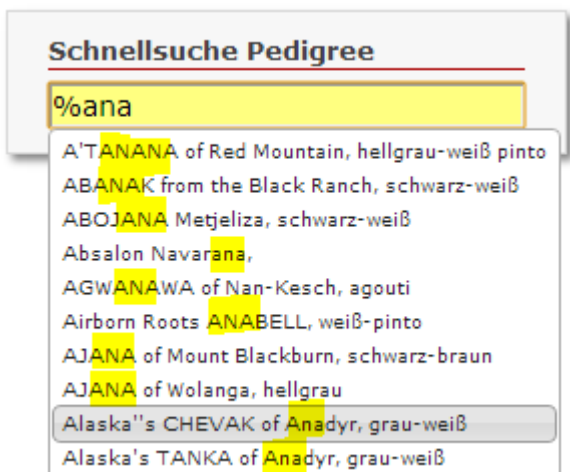 Schnellsuche Pedigree
%ana
A'TANANA of Red Mountain, hellgrau-weiß pinto
ABANAK from the Black Ranch, schwarz-weiß
ABOJANA Metjeliza, schwarz-weiß
Absalon Navarana,
AGWANAWA of Nan-Kesch, agouti
Airborn Roots ANABELL, weiß-pinto
AJANA of Mount Blackburn, schwarz-braun
AJANA of Wolanga, hellgrau
Alaska''s CHEVAK of Anadyr, grau-weiß
Alaska's TANKA of Anadyr, grau-weiß